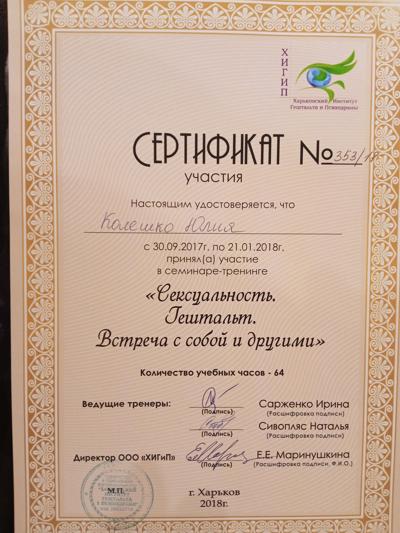 ХИГИП
Харьковский Институт
Гештальта и Психодрамы
СЕРТИФИКАТ №353/18
участия
Настоящим удостоверяется, что
Колешко Юлия
с 30.09.2017г. по 21.01.2018г.
принял(а) участие
в семинаре-тренинге
«Сексуальность.
Гештальт.
Встреча с собой и другими»
Количество учебных часов - 64
Ведущие тренеры:
Сарженко Ирина
(Подпись)
(Расшифровка подписи)
Сивопляс Наталья
(Подпись)
(Расшифровка подписи)
Директор ООО «ХИГиП»
Е.Е. Маринушкина
(Подпись)
(Расшифровка подписи, Ф.И.О.)
М.П.
г. Харьков
2018г.